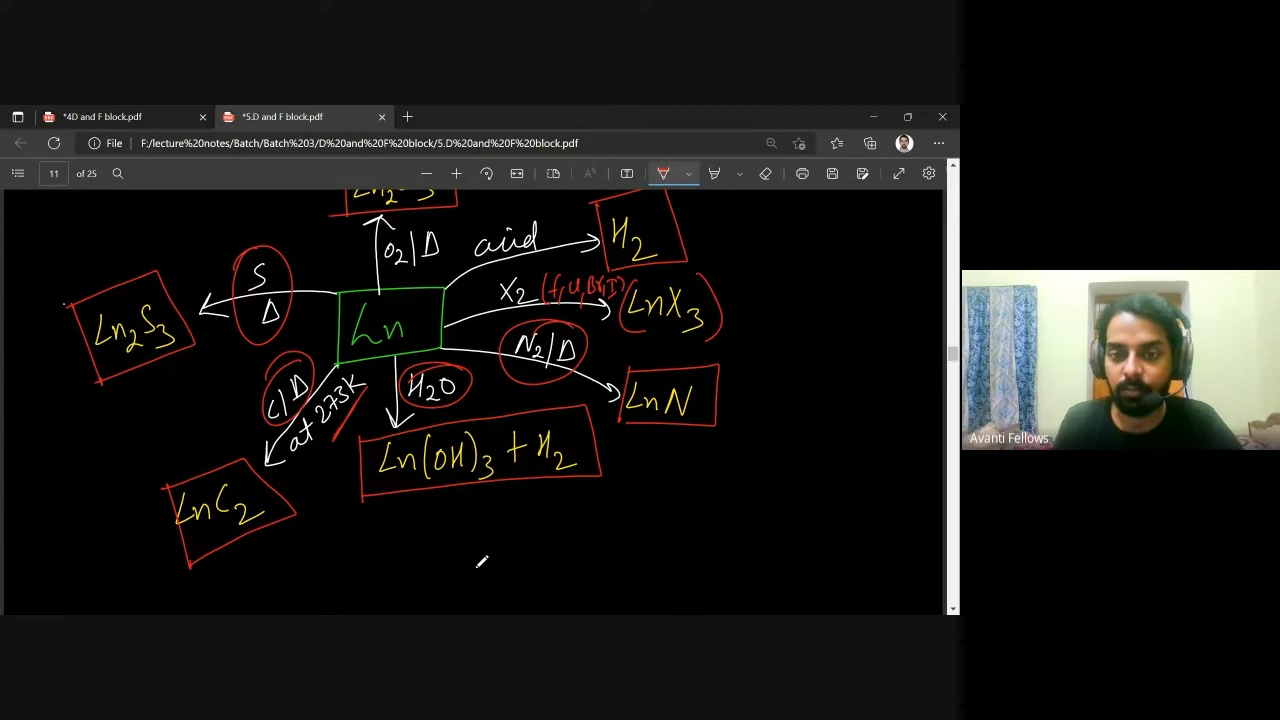 *4D and F block.pdf
*5.D and F block.pdf
File
F:/lecture%20notes/Batch/Batch%203/D%20and%20F%20block/5.D%20and%20F%20block.pdf
11 of 25
O2/Δ
acid
H2
S
Δ
X2 (F, Cl, Br, I)
LnX3
Ln2S3
Ln
N2/Δ
C/Δ
at 273K
H2O
LnN
Ln(OH)3 + H2
LnC2
Avanti Fellows